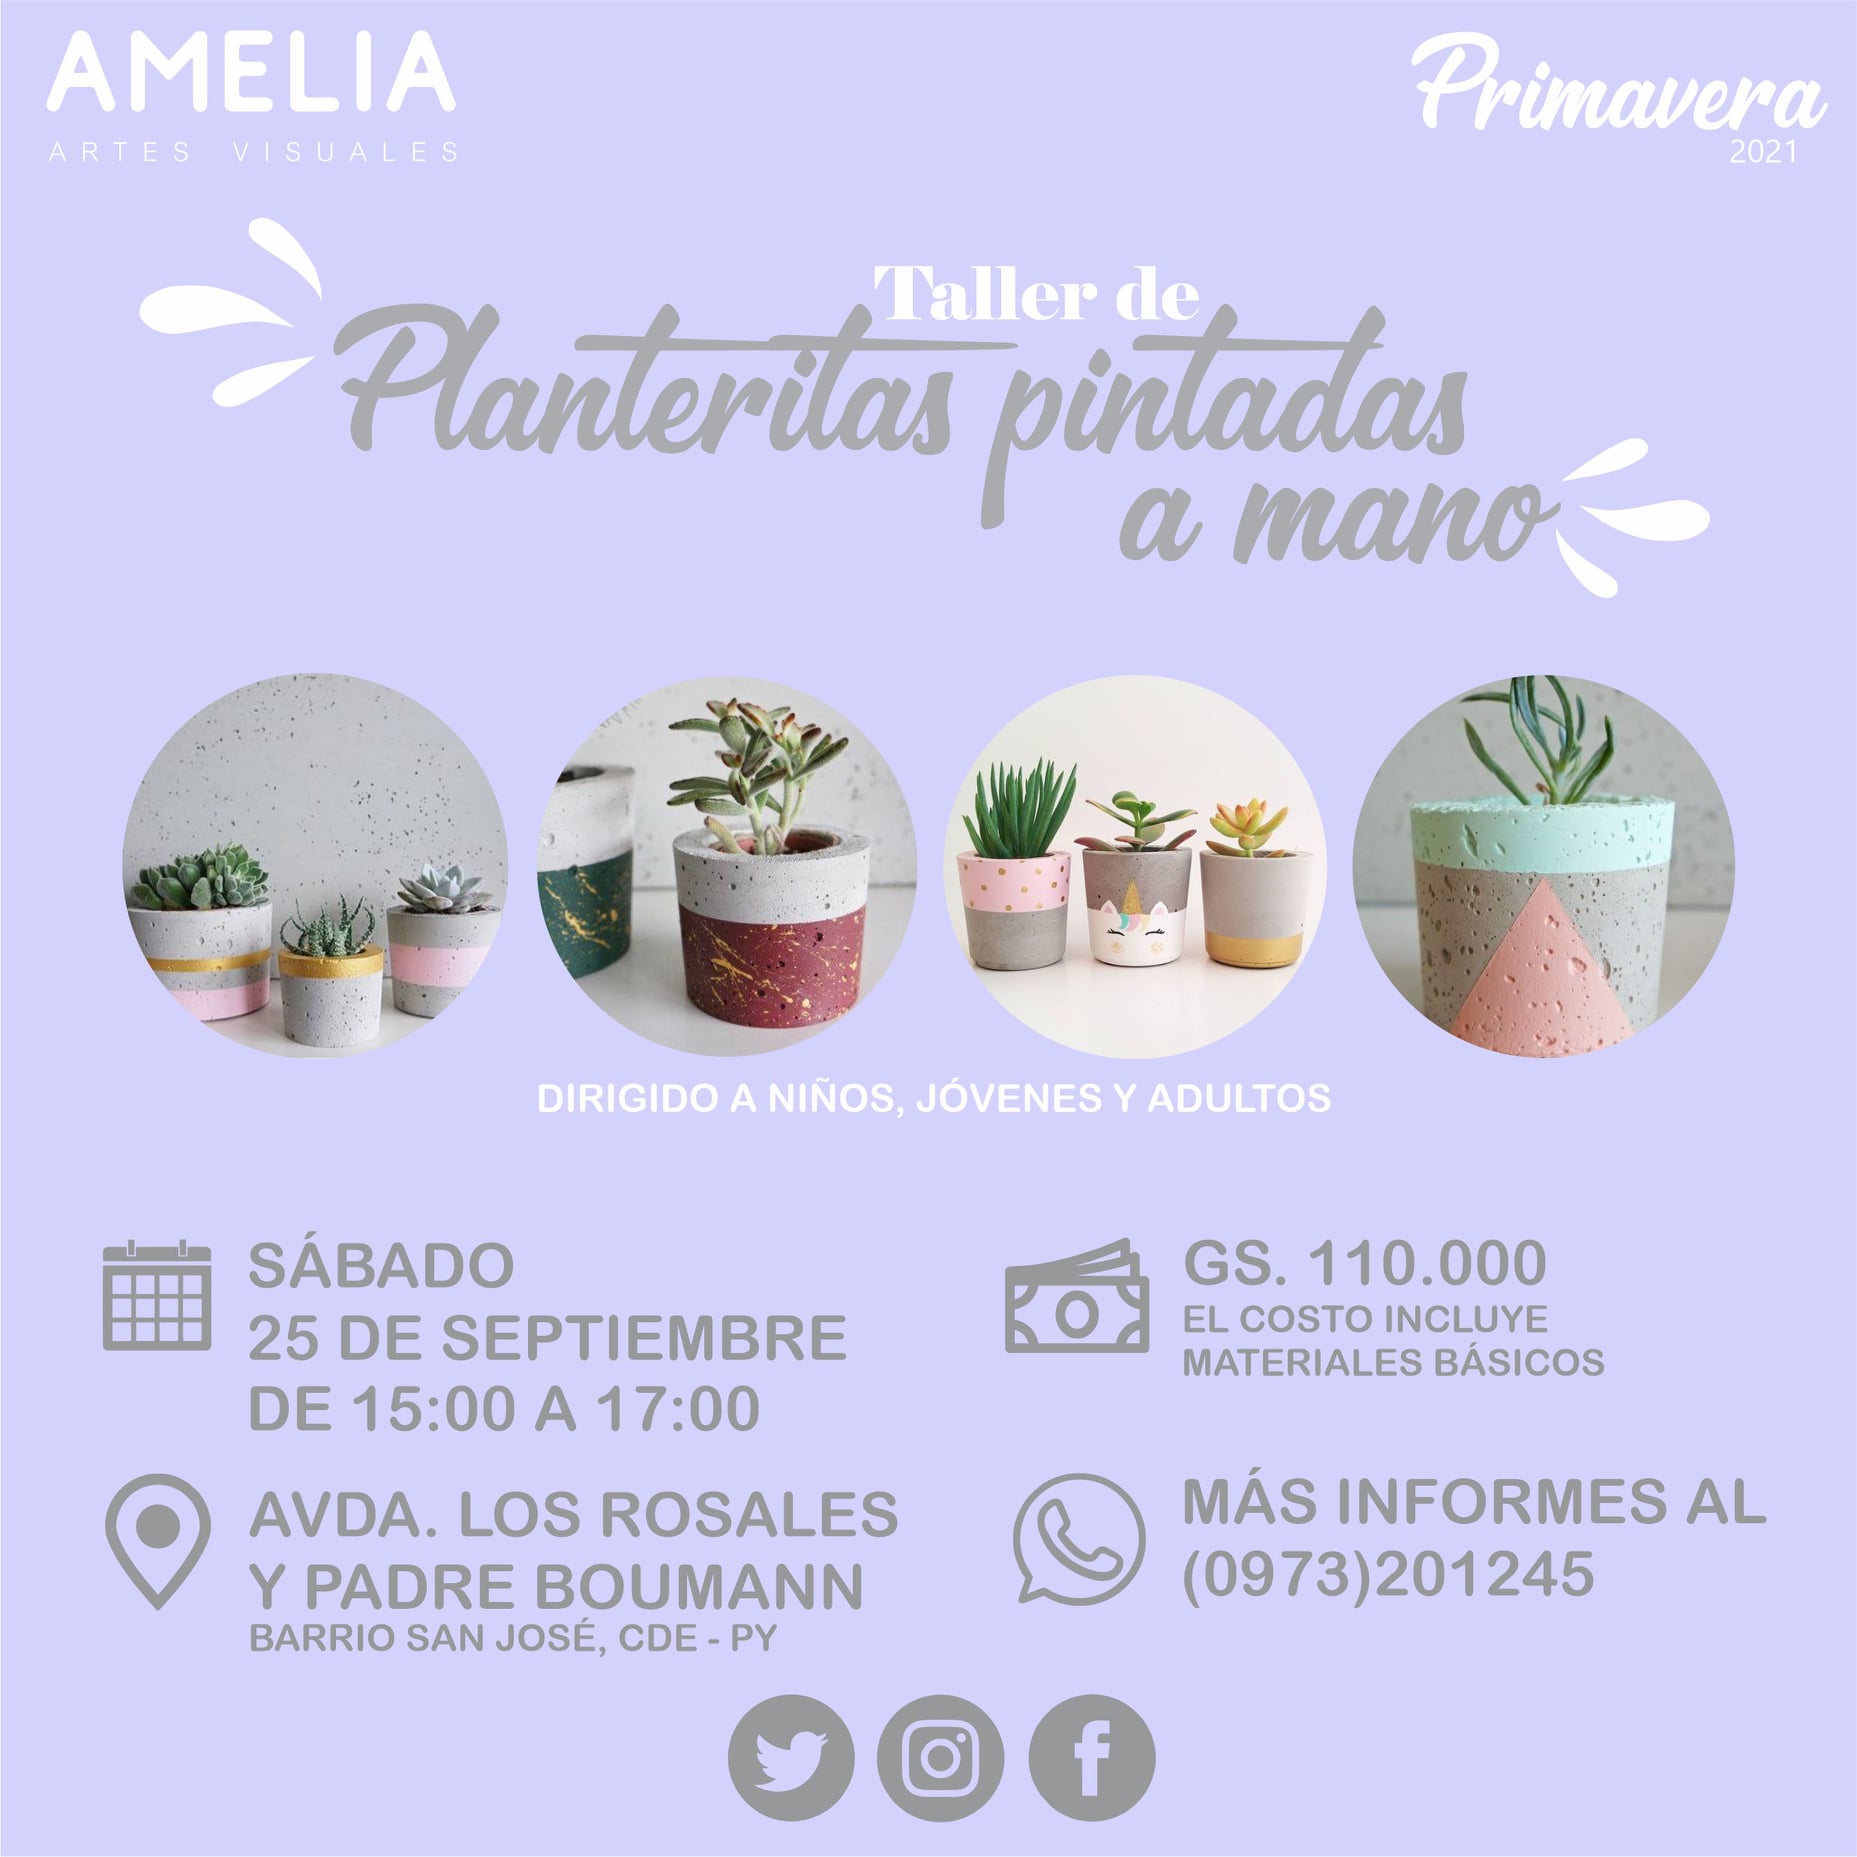 AMELIA
ARTES VISUALES
Primavera
2021
Taller de
Planteritas pintadas
a mano
DIRIGIDO A NIÑOS, JÓVENES Y ADULTOS
SÁBADO
25 DE SEPTIEMBRE
DE 15:00 A 17:00
GS. 110.000
EL COSTO INCLUYE
MATERIALES BÁSICOS
AVDA. LOS ROSALES
Y PADRE BOUMANN
BARRIO SAN JOSÉ, CDE - PY
MÁS INFORMES AL
(0973)201245